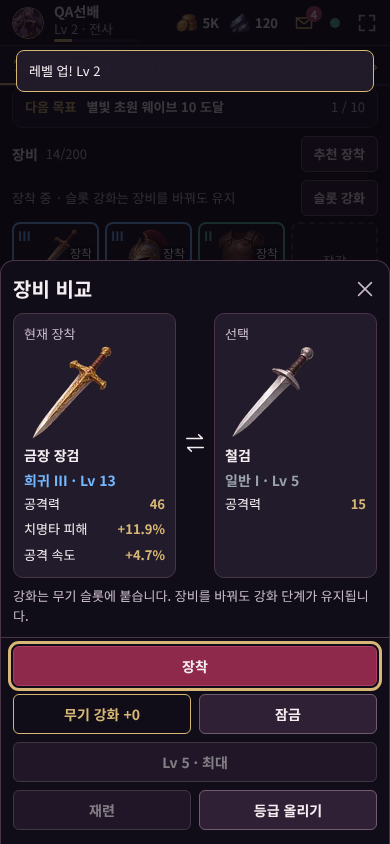 QA선배
Lv 2 · 전사
5K
120
4
레벨 업! Lv 2
다음 목표 별빛 초원 웨이브 10 도달
1 / 10
장비 14/200
추천 장착
장착 중 · 슬롯 강화는 장비를 바꿔도 유지
슬롯 강화
III 장착
III 장착
II 장착
장비 비교
현재 장착
금장 장검
희귀 III · Lv 13
공격력 46
치명타 피해 +11.9%
공격 속도 +4.7%
선택
철검
일반 I · Lv 5
공격력 15
강화는 무기 슬롯에 붙습니다. 장비를 바꿔도 강화 단계가 유지됩니
다.
장착
무기 강화 +0
잠금
Lv 5 · 최대
재련
등급 올리기